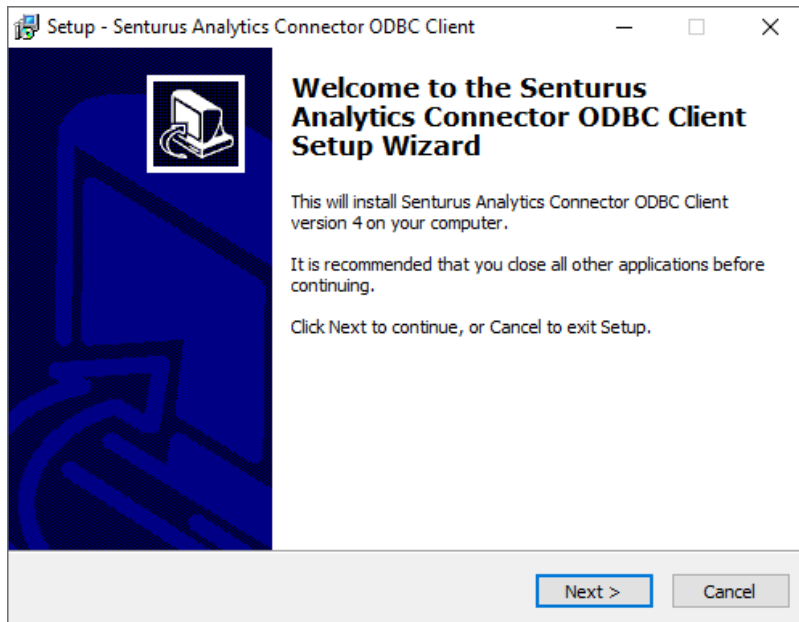 Setup - Senturus Analytics Connector ODBC Client
Welcome to the Senturus
Analytics Connector ODBC Client
Setup Wizard
This will install Senturus Analytics Connector ODBC Client
version 4 on your computer.
It is recommended that you close all other applications before
continuing.
Click Next to continue, or Cancel to exit Setup.
Next >
Cancel